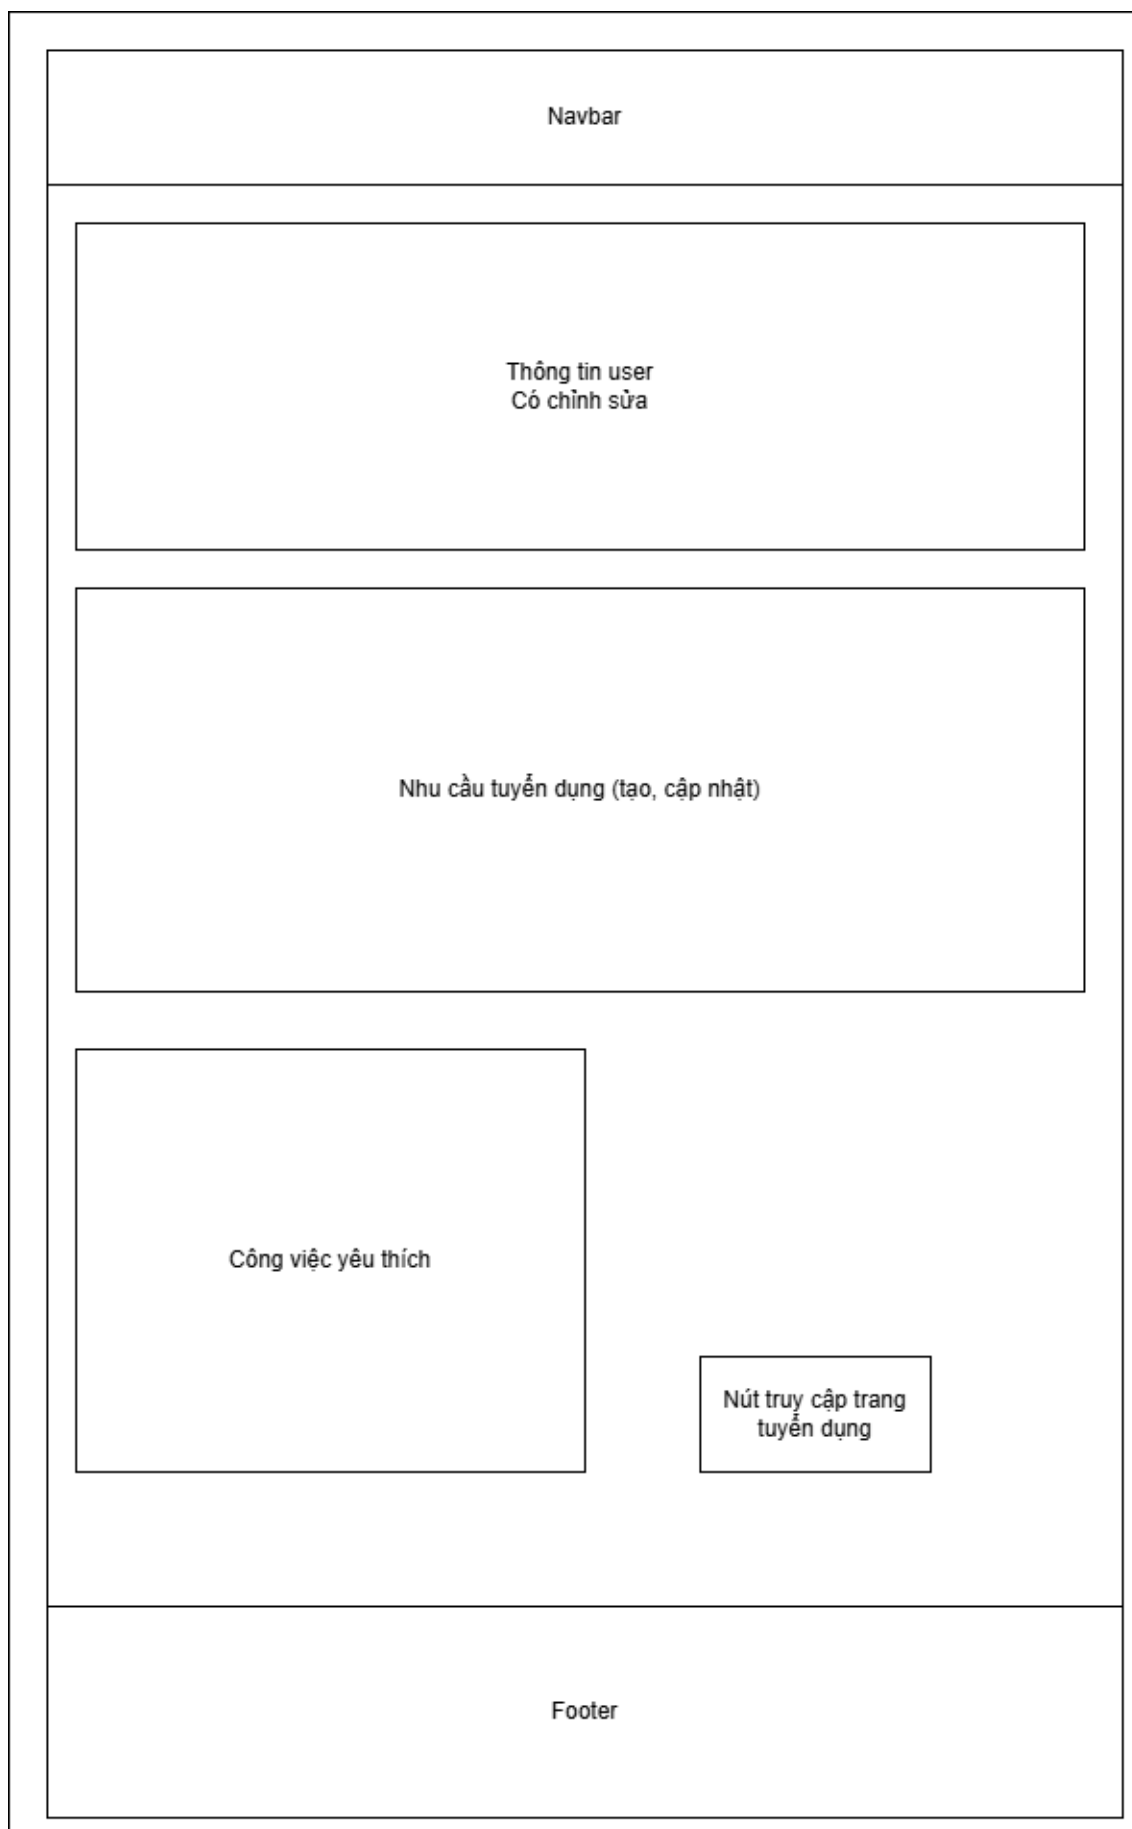 Navbar
Thông tin user
Có chỉnh sửa
Nhu cầu tuyển dụng (tạo, cập nhật)
Công việc yêu thích
Nút truy cập trang
tuyển dụng
Footer